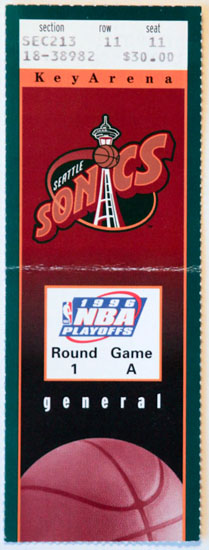 section row seat
SEC213 11 11
18-38982 $30.00
KeyArena
SEATTLE
SONICS
1996
NBA
PLAYOFFS
Round Game
1 A
general